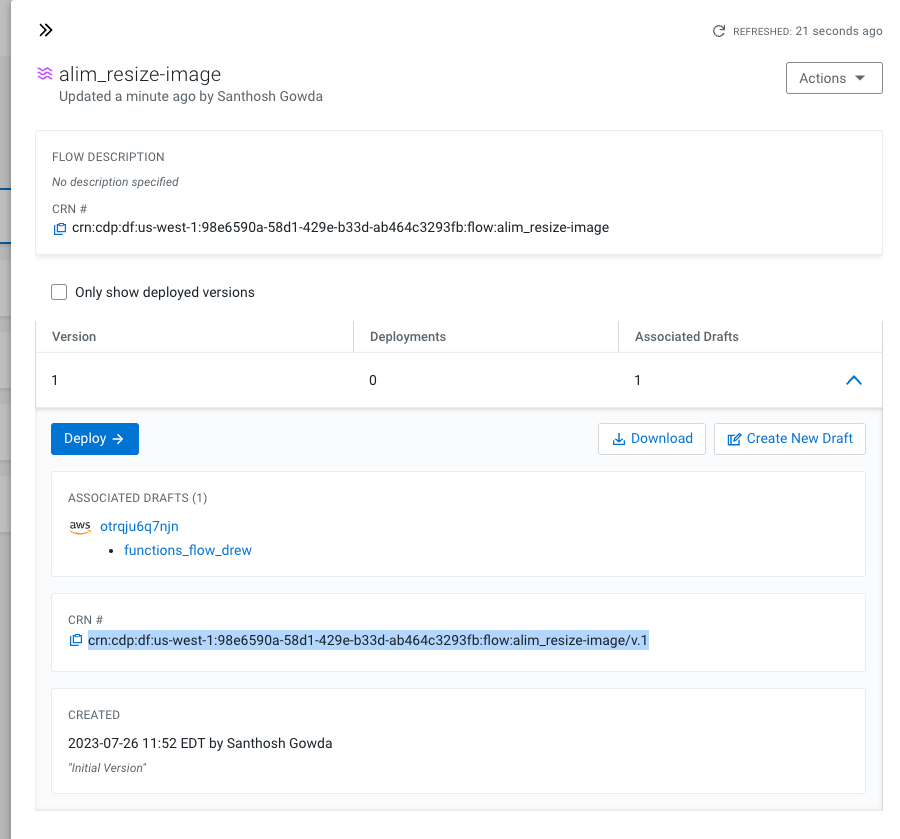 REFRESHED: 21 seconds ago
alim_resize-image
Updated a minute ago by Santhosh Gowda
Actions
FLOW DESCRIPTION
No description specified
CRN #
crn:cdp:df:us-west-1:98e6590a-58d1-429e-b33d-ab464c3293fb:flow:alim_resize-image
Only show deployed versions
Version Deployments Associated Drafts
1 0 1
Deploy Download Create New Draft
ASSOCIATED DRAFTS (1)
aws otrqju6q7njn
• functions_flow_drew
CRN #
crn:cdp:df:us-west-1:98e6590a-58d1-429e-b33d-ab464c3293fb:flow:alim_resize-image/v.1
CREATED
2023-07-26 11:52 EDT by Santhosh Gowda
"Initial Version"